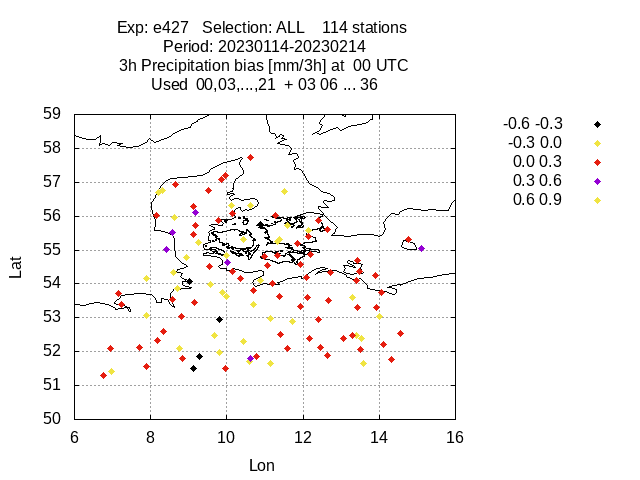 Exp: e427 Selection: ALL 114 stations
Period: 20230114-20230214
3h Precipitation bias [mm/3h] at 00 UTC
Used 00,03,...,21 + 03 06 ... 36
-0.6 -0.3
-0.3 0.0
0.0 0.3
0.3 0.6
0.6 0.9
59
58
57
56
55
54
53
52
51
50
Lat
6 8 10 12 14 16
Lon